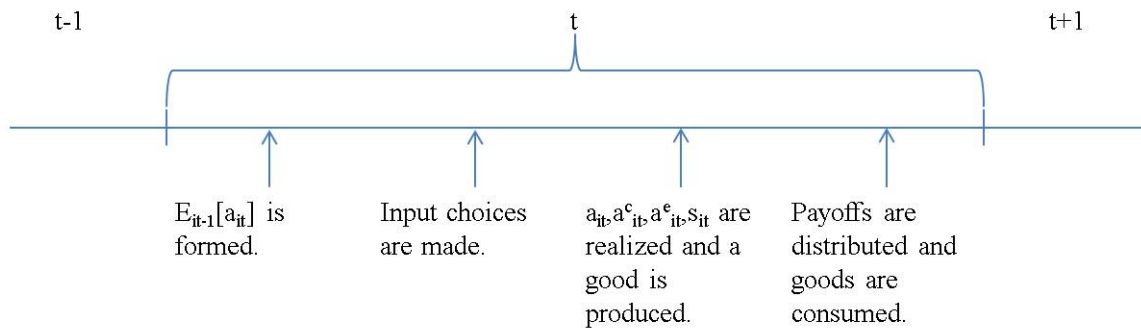 t-1
t
t+1
E_{it-1}[a_{it}] is
formed.
Input choices
are made.
a_{it},a^c_{it},a^e_{it},s_{it} are
realized and a
good is
produced.
Payoffs are
distributed and
goods are
consumed.